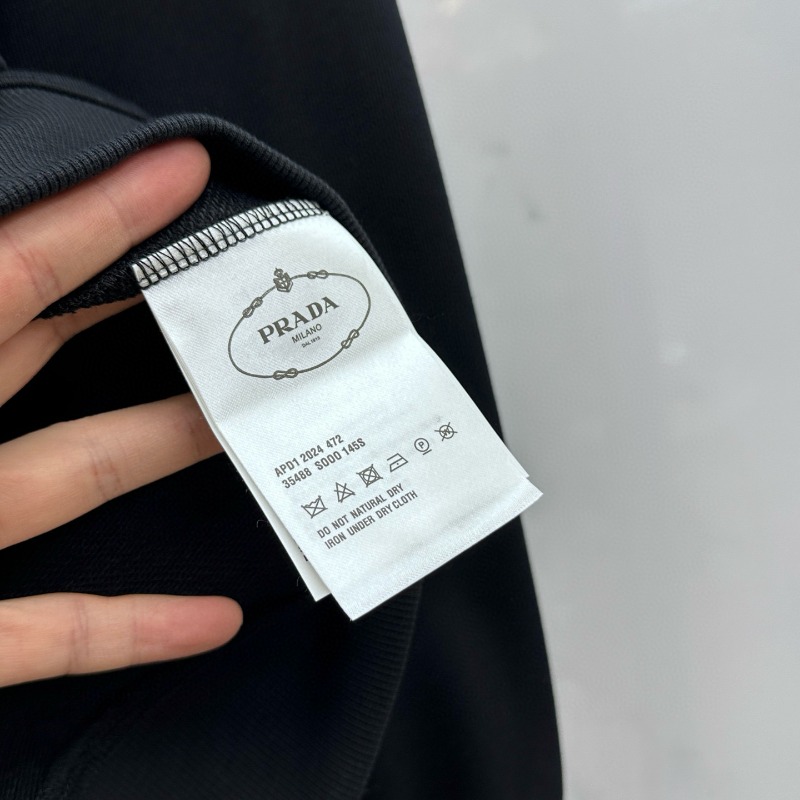 PRADA
MILANO
DAL 1913
APD1 2024 472
35488 S000 145S
P
DO NOT NATURAL DRY
IRON UNDER DRY CLOTH